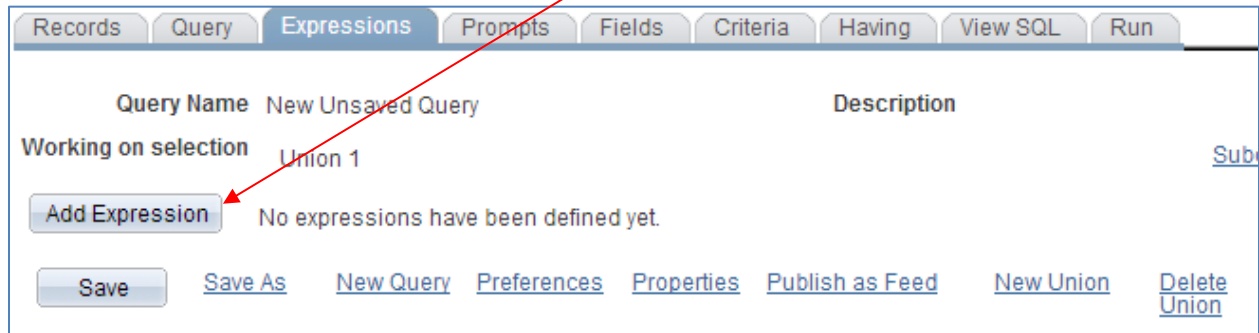 Records Query Expressions Prompts Fields Criteria Having View SQL Run
Query Name New Unsaved Query Description
Working on selection Union 1
Add Expression No expressions have been defined yet.
Save Save As New Query Preferences Properties Publish as Feed New Union Delete
Union